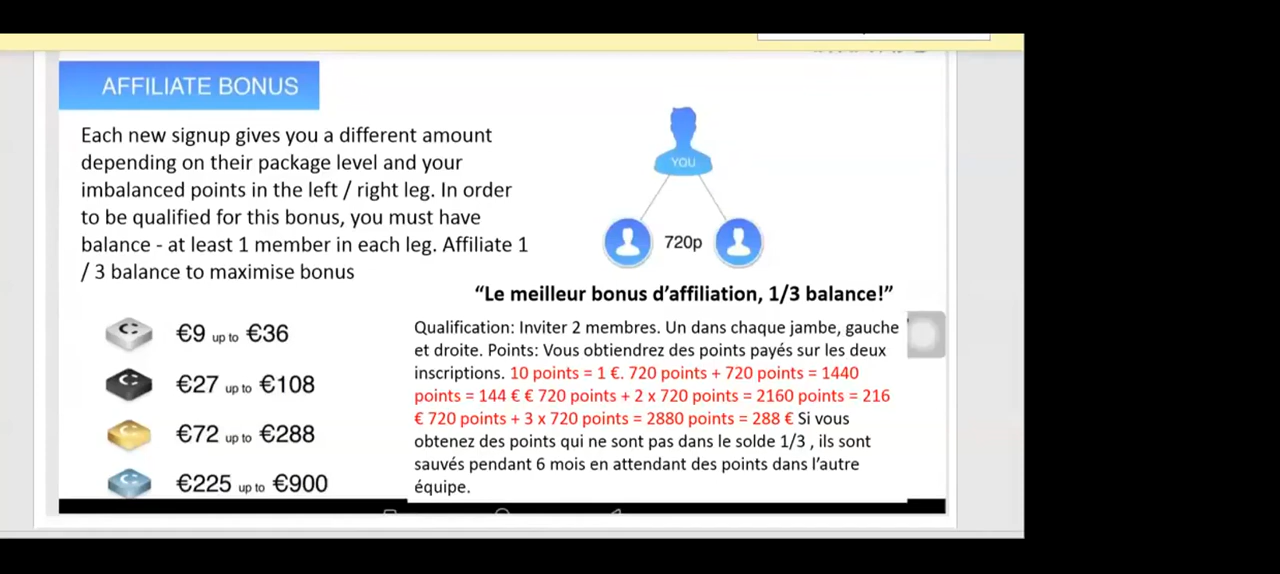 AFFILIATE BONUS
Each new signup gives you a different amount
depending on their package level and your
imbalanced points in the left / right leg. In order
to be qualified for this bonus, you must have
balance - at least 1 member in each leg. Affiliate 1
/ 3 balance to maximise bonus
YOU
720p
€9 up to €36
€27 up to €108
€72 up to €288
€225 up to €900
“Le meilleur bonus d’affiliation, 1/3 balance!”
Qualification: Inviter 2 membres. Un dans chaque jambe, gauche
et droite. Points: Vous obtiendrez des points payés sur les deux
inscriptions. 10 points = 1 €. 720 points + 720 points = 1440
points = 144 € € 720 points + 2 x 720 points = 2160 points = 216
€ 720 points + 3 x 720 points = 2880 points = 288 € Si vous
obtenez des points qui ne sont pas dans le solde 1/3 , ils sont
sauvés pendant 6 mois en attendant des points dans l’autre
équipe.